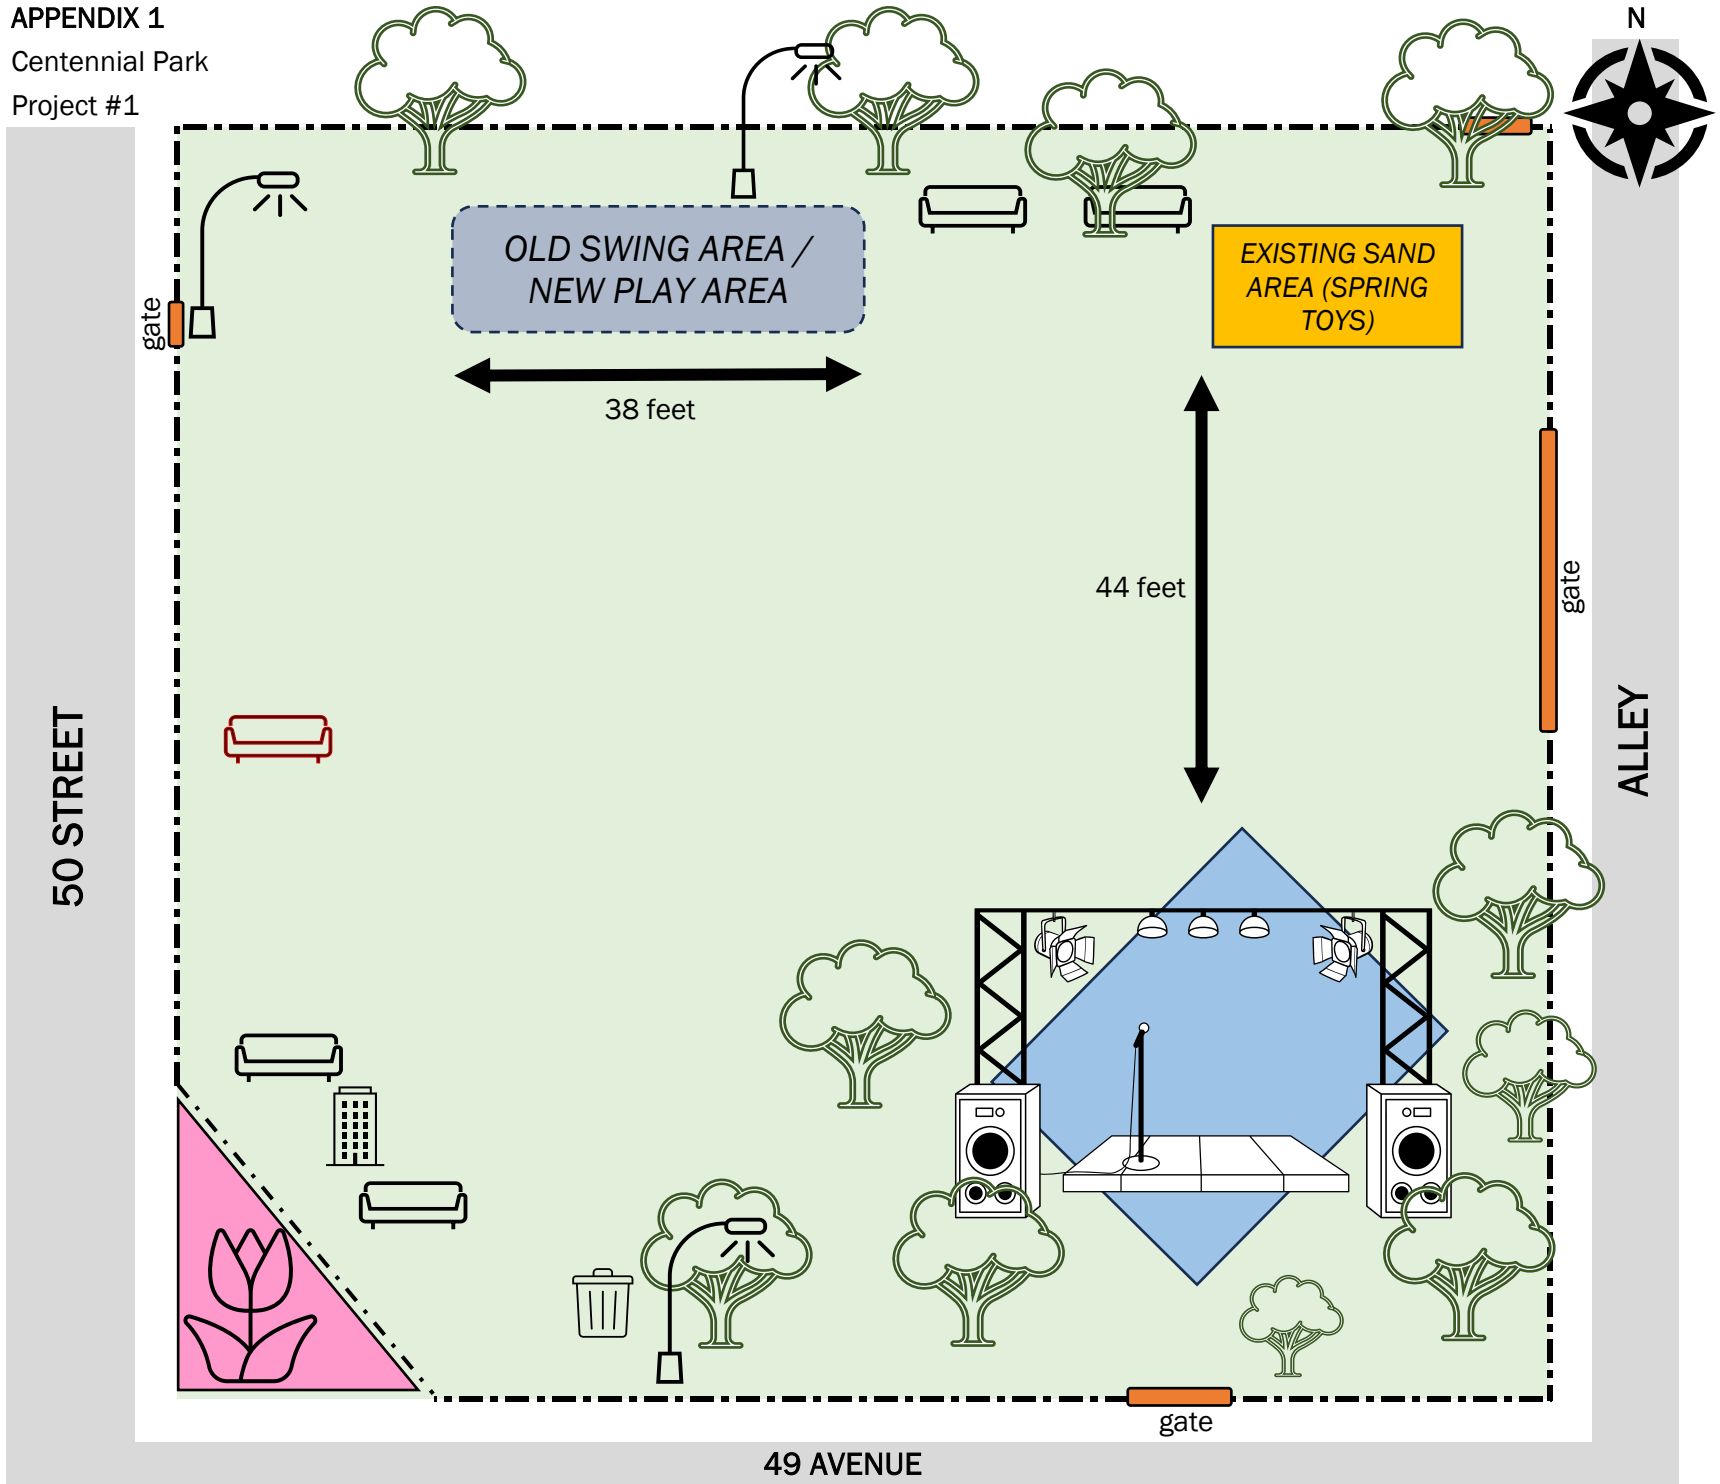 APPENDIX 1
Centennial Park
Project #1
N
OLD SWING AREA /
NEW PLAY AREA
EXISTING SAND
AREA (SPRING
TOYS)
gate
38 feet
44 feet
gate
50 STREET
ALLEY
gate
49 AVENUE